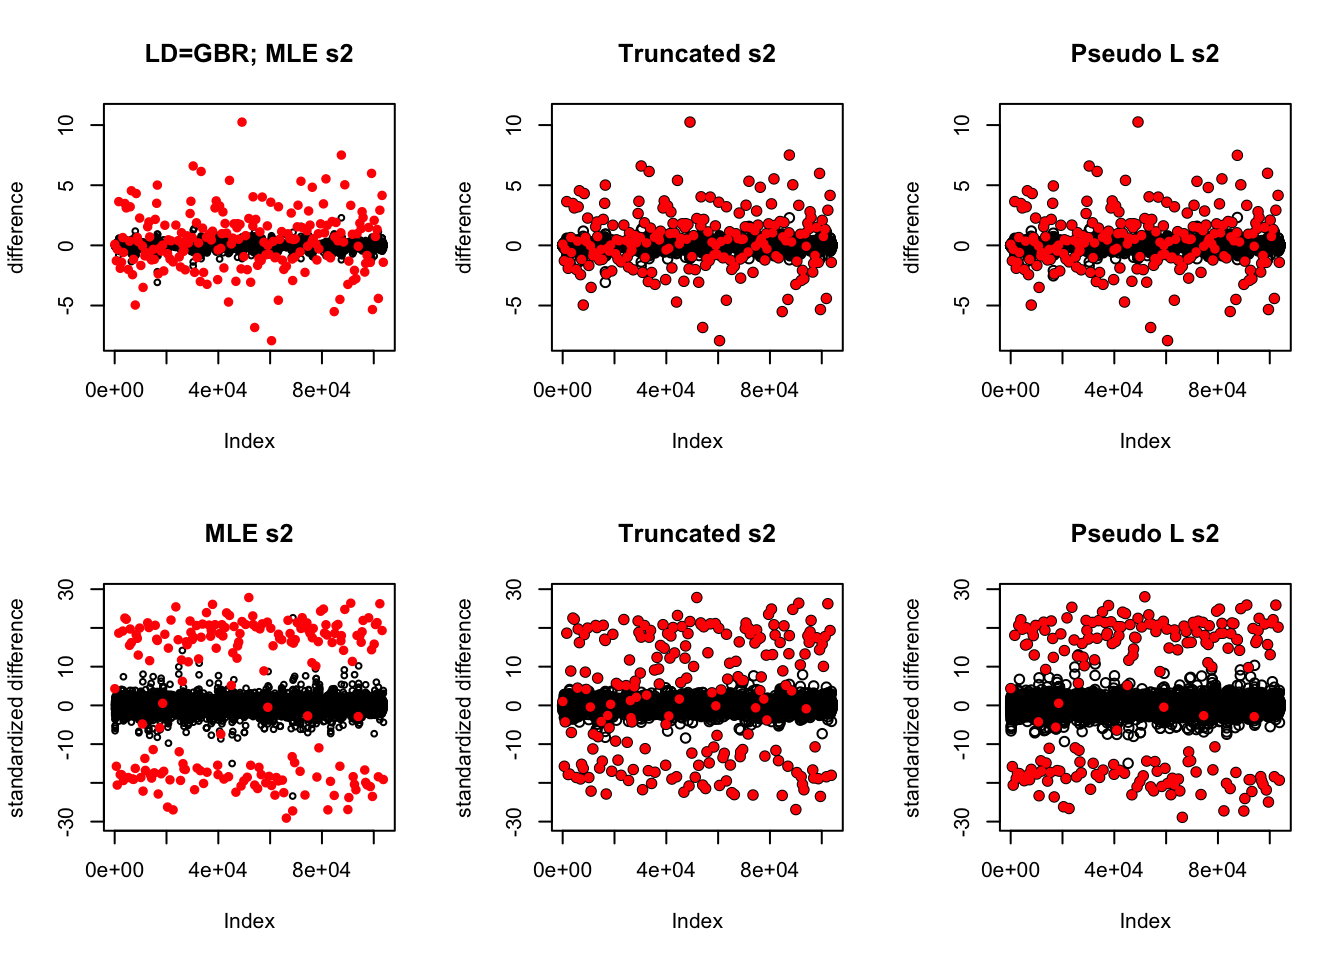 LD=GBR; MLE s2
difference
10
5
0
-5
0e+00 4e+04 8e+04
Index
Truncated s2
difference
10
5
0
-5
0e+00 4e+04 8e+04
Index
Pseudo L s2
difference
10
5
0
-5
0e+00 4e+04 8e+04
Index
MLE s2
standardized difference
30
10
0
-10
-30
0e+00 4e+04 8e+04
Index
Truncated s2
standardized difference
30
10
0
-10
-30
0e+00 4e+04 8e+04
Index
Pseudo L s2
standardized difference
30
10
0
-10
-30
0e+00 4e+04 8e+04
Index